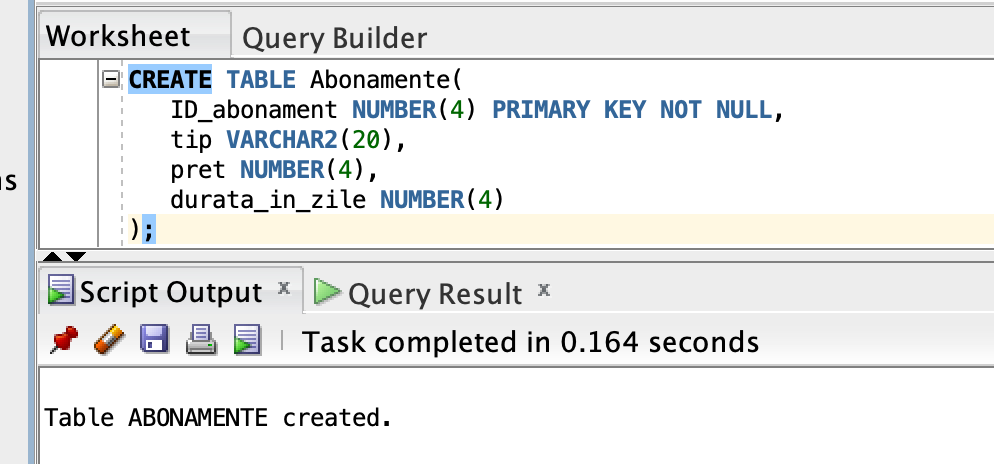 Worksheet Query Builder
CREATE TABLE Abonamente(
ID_abonament NUMBER(4) PRIMARY KEY NOT NULL,
tip VARCHAR2(20),
pret NUMBER(4),
durata_in_zile NUMBER(4)
);
Script Output x Query Result x
Task completed in 0.164 seconds
Table ABONAMENTE created.